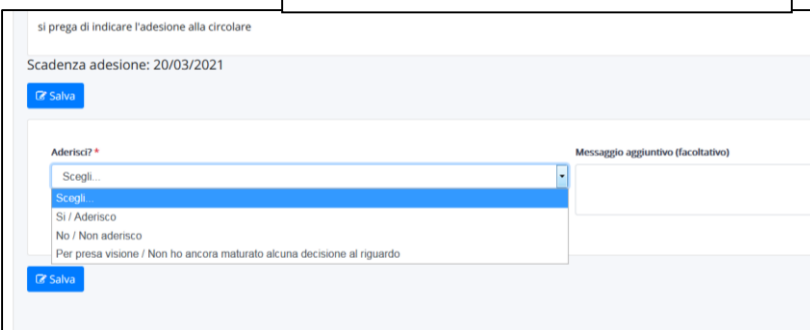 si prega di indicare l'adesione alla circolare
Scadenza adesione: 20/03/2021
Salva
Aderisci? *
Messaggio aggiuntivo (facoltativo)
Scegli...
Scegli...
Si / Aderisco
No / Non aderisco
Per presa visione / Non ho ancora maturato alcuna decisione al riguardo
Salva